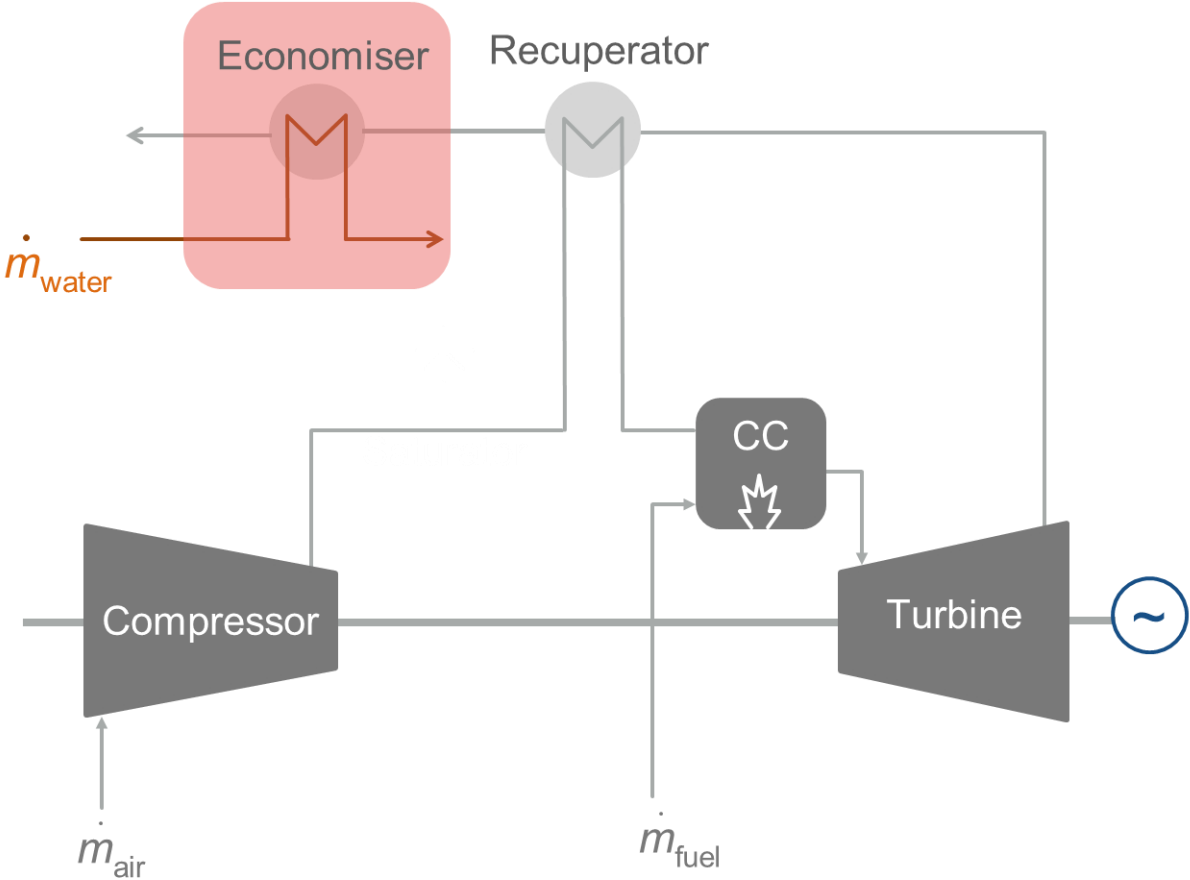 Economiser
Recuperator
ṁwater
CC
Compressor
Turbine
~
ṁair
ṁfuel